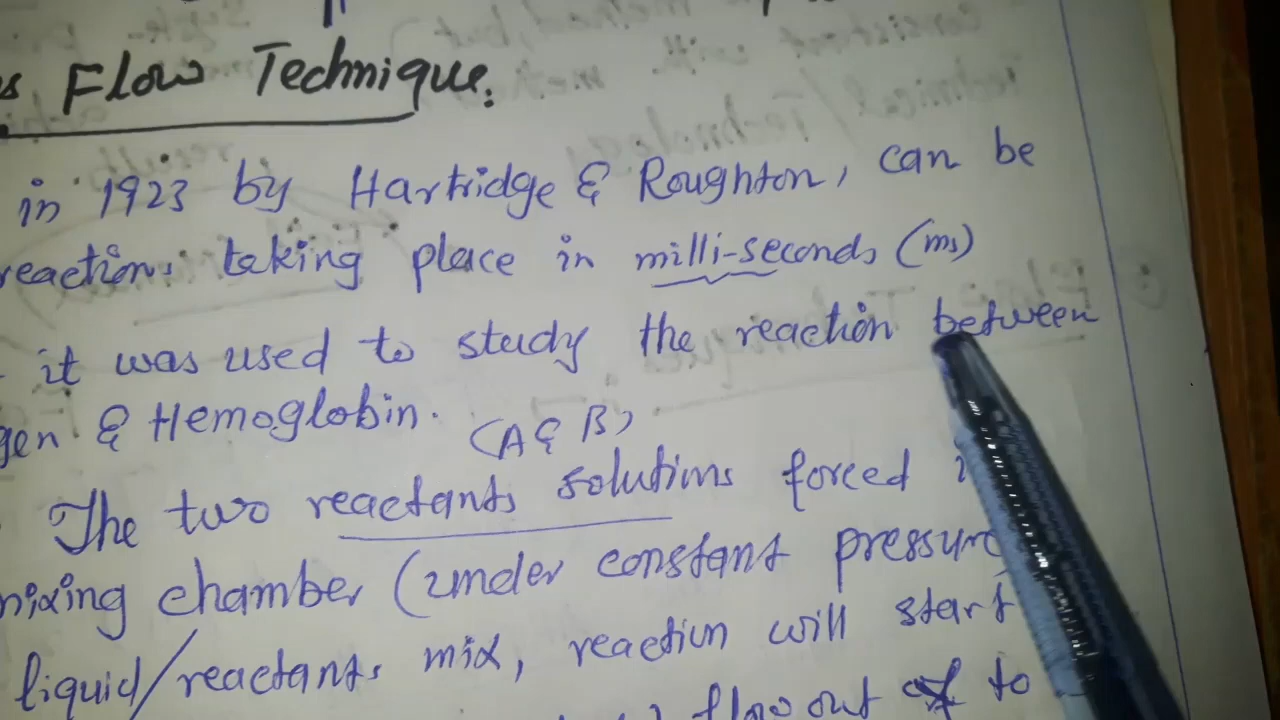 s Flow Technique.
in 1923 by Hartridge & Roughton, can be
reactions taking place in milli-seconds (ms)
it was used to study the reaction between
gen & Hemoglobin. (A & B)
The two reactants solutions forced
mixing chamber (under constant pressure
liquid/reactants mix, reaction will start
flow out to